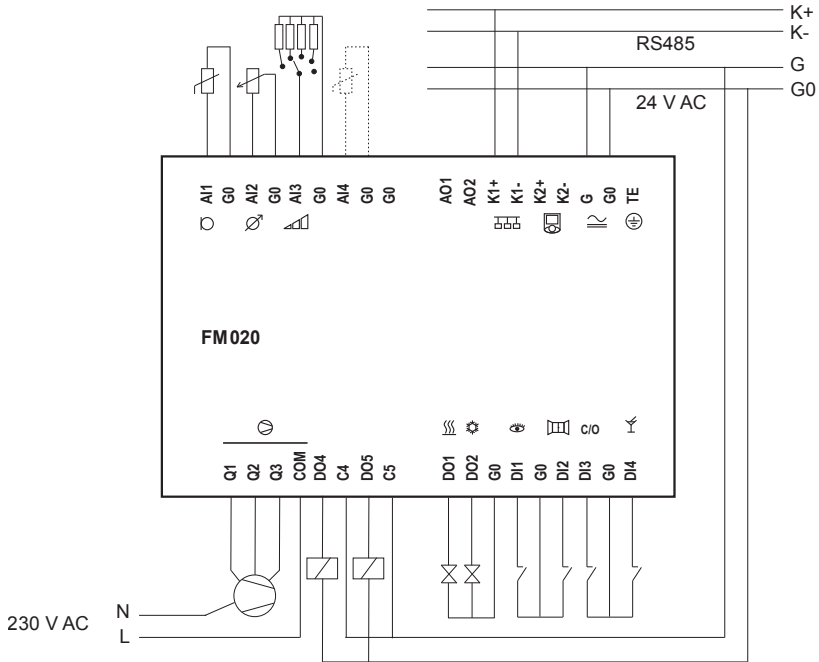 K+
K-
RS485
G
G0
24 V AC
AI1 G0 AI2 G0 AI3 G0 AI4 G0 G0 AO1 AO2 K1+ K1- K2+ K2- G G0 TE
FM020
C/O
Q1 Q2 Q3 COM DO4 C4 DO5 C5 DO1 DO2 G0 DI1 G0 DI2 DI3 G0 DI4
230 V AC
N
L